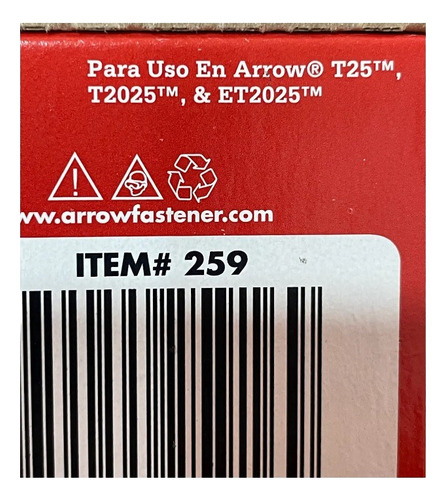 Para Uso En Arrow® T25™,
T2025™, & ET2025™
www.arrowfastener.com
ITEM# 259